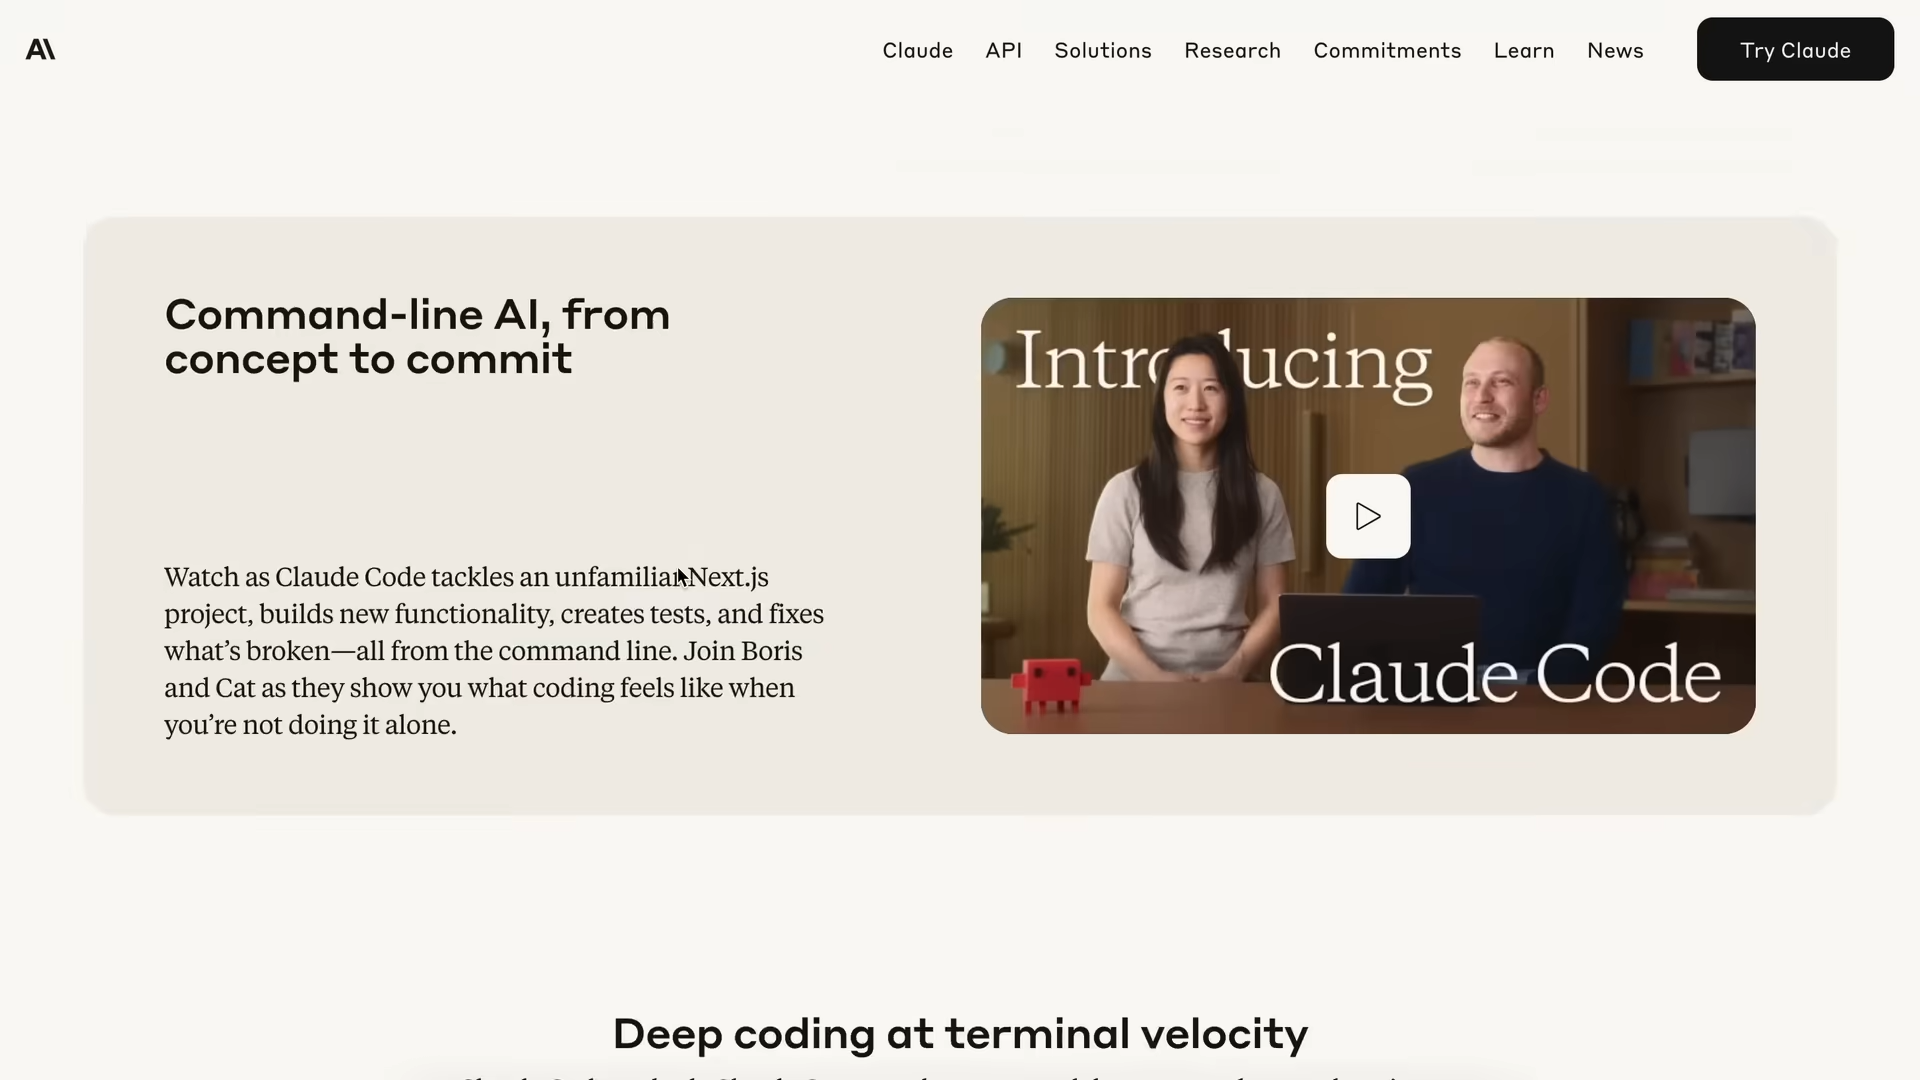 Claude API Solutions Research Commitments Learn News Try Claude
Command-line AI, from
concept to commit
Watch as Claude Code tackles an unfamiliar Next.js
project, builds new functionality, creates tests, and fixes
what’s broken—all from the command line. Join Boris
and Cat as they show you what coding feels like when
you’re not doing it alone.
Introducing
Claude Code
Deep coding at terminal velocity